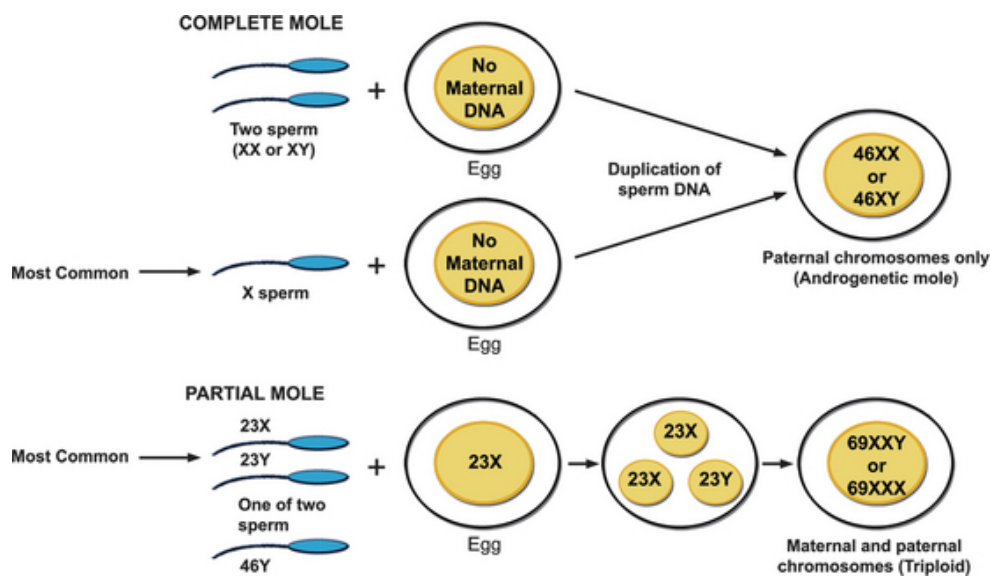 COMPLETE MOLE
Two sperm
(XX or XY)
+
No
Maternal
DNA
Egg
Duplication of
sperm DNA
46XX
or
46XY
Paternal chromosomes only
(Androgenetic mole)
Most Common
X sperm
+
No
Maternal
DNA
Egg
PARTIAL MOLE
Most Common
23X
23Y
One of two
sperm
46Y
+
23X
Egg
23X
23X
23Y
69XXY
or
69XXX
Maternal and paternal
chromosomes (Triploid)